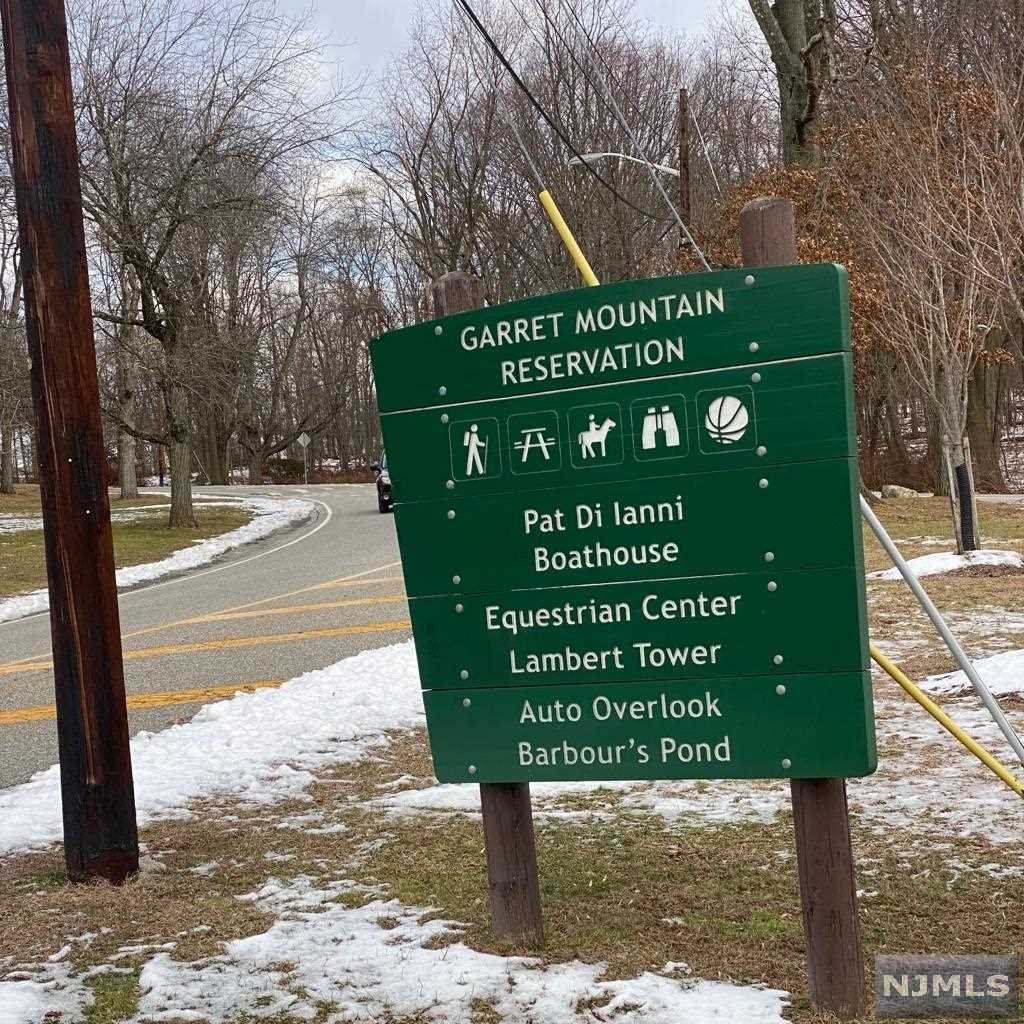 GARRET MOUNTAIN
RESERVATION
Pat Di Ianni
Boathouse
Equestrian Center
Lambert Tower
Auto Overlook
Barbour's Pond
NJMLS